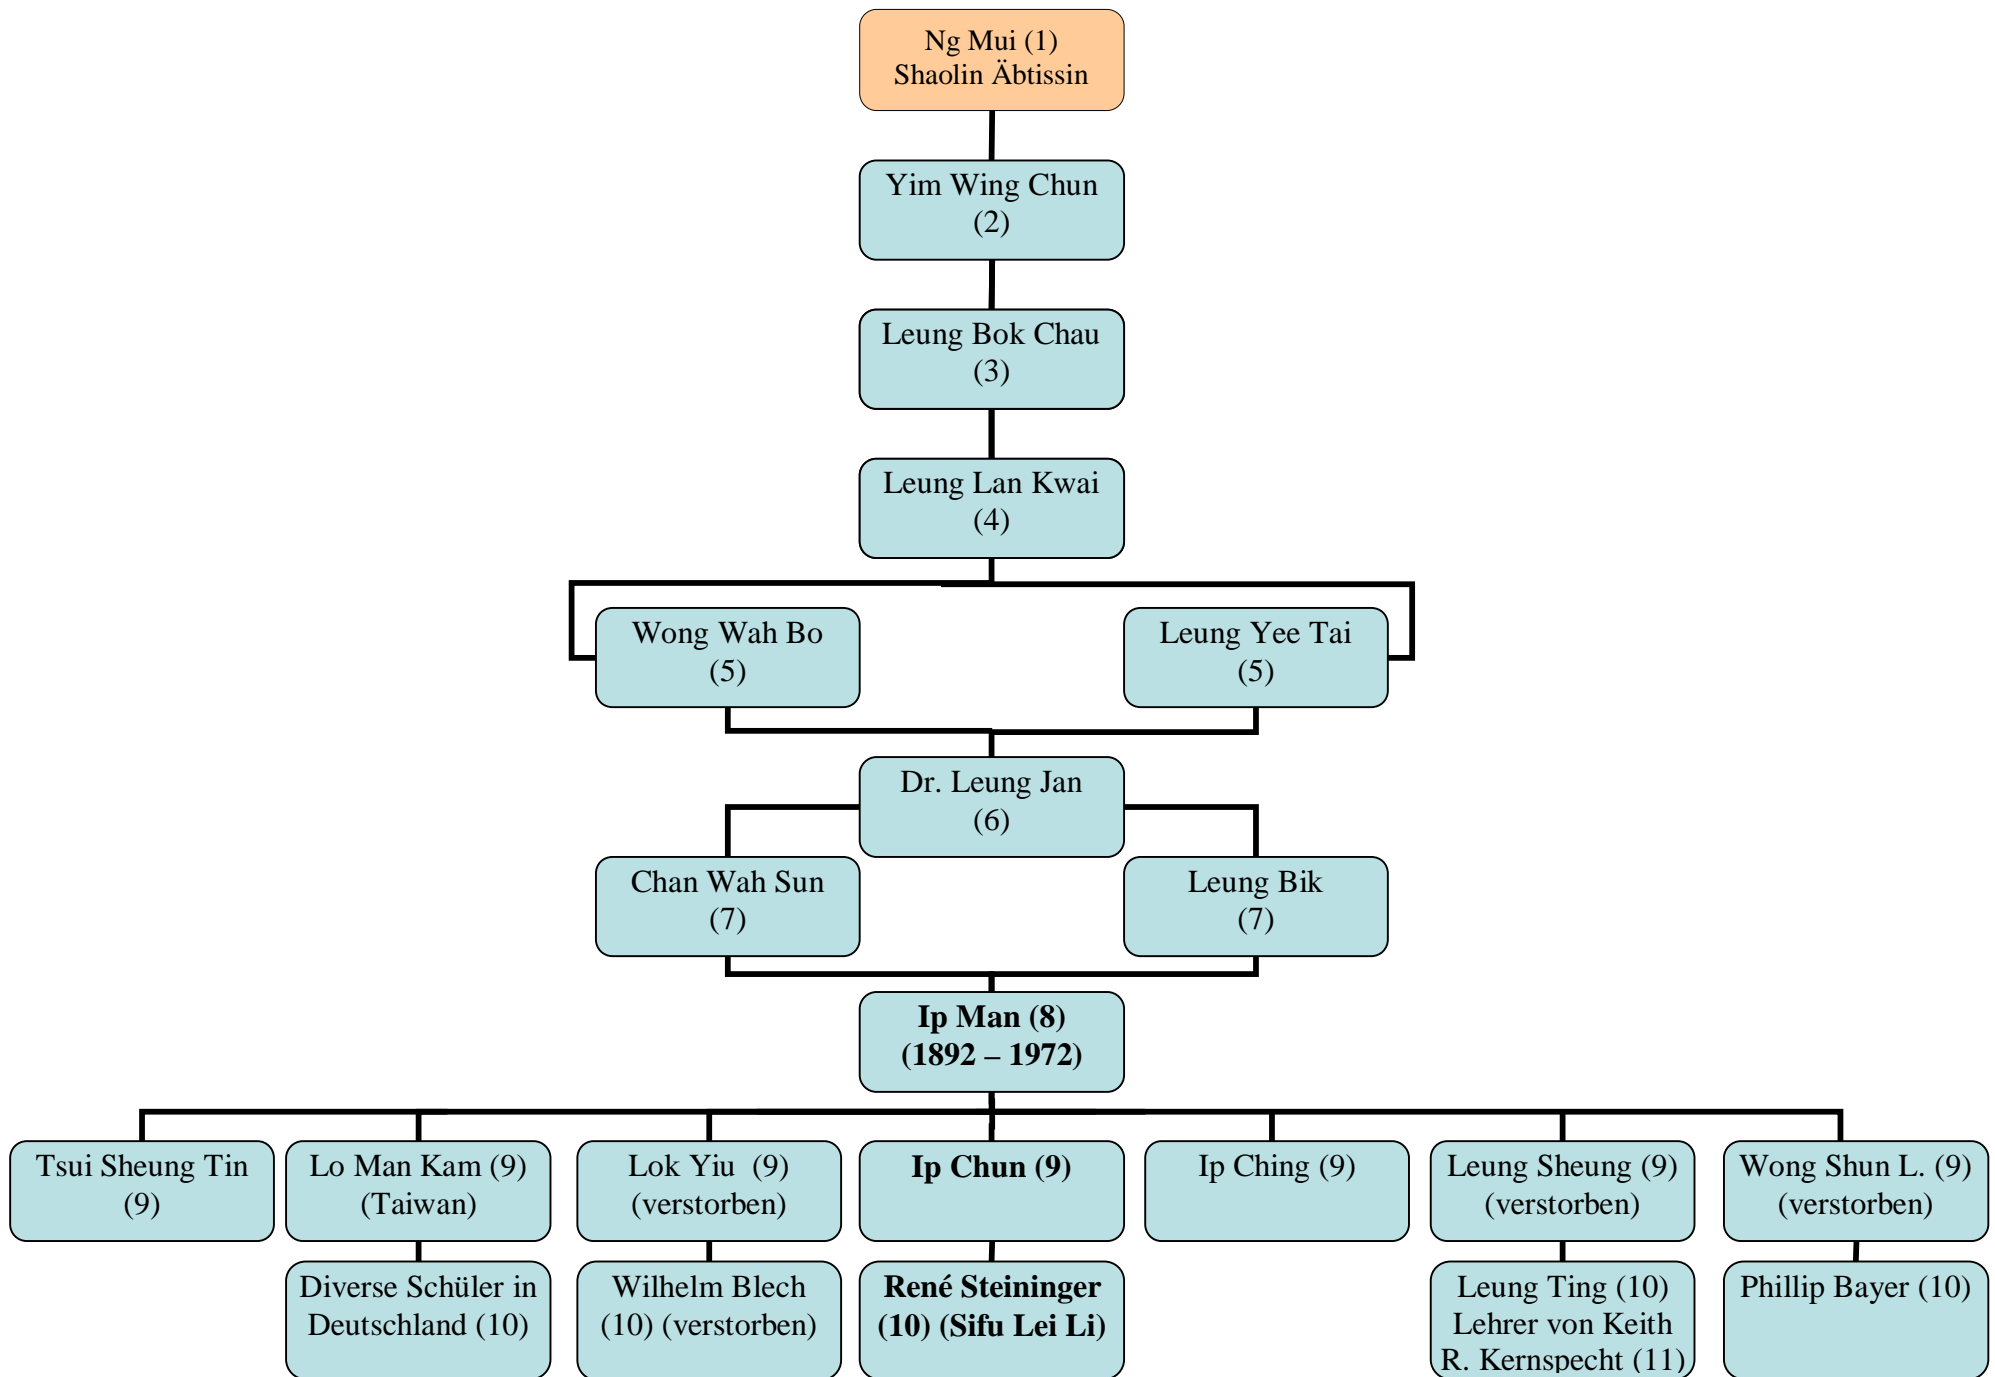 Ng Mui (1)
Shaolin Äbtissin
Yim Wing Chun
(2)
Leung Bok Chau
(3)
Leung Lan Kwai
(4)
Wong Wah Bo
(5)
Leung Yee Tai
(5)
Dr. Leung Jan
(6)
Chan Wah Sun
(7)
Leung Bik
(7)
Ip Man (8)
(1892 – 1972)
Tsui Sheung Tin
(9)
Lo Man Kam (9)
(Taiwan)
Lok Yiu (9)
(verstorben)
Ip Chun (9)
Ip Ching (9)
Leung Sheung (9)
(verstorben)
Wong Shun L. (9)
(verstorben)
Diverse Schüler in
Deutschland (10)
Wilhelm Blech
(10) (verstorben)
René Steininger
(10) (Sifu Lei Li)
Leung Ting (10)
Lehrer von Keith
R. Kernspecht (11)
Phillip Bayer (10)